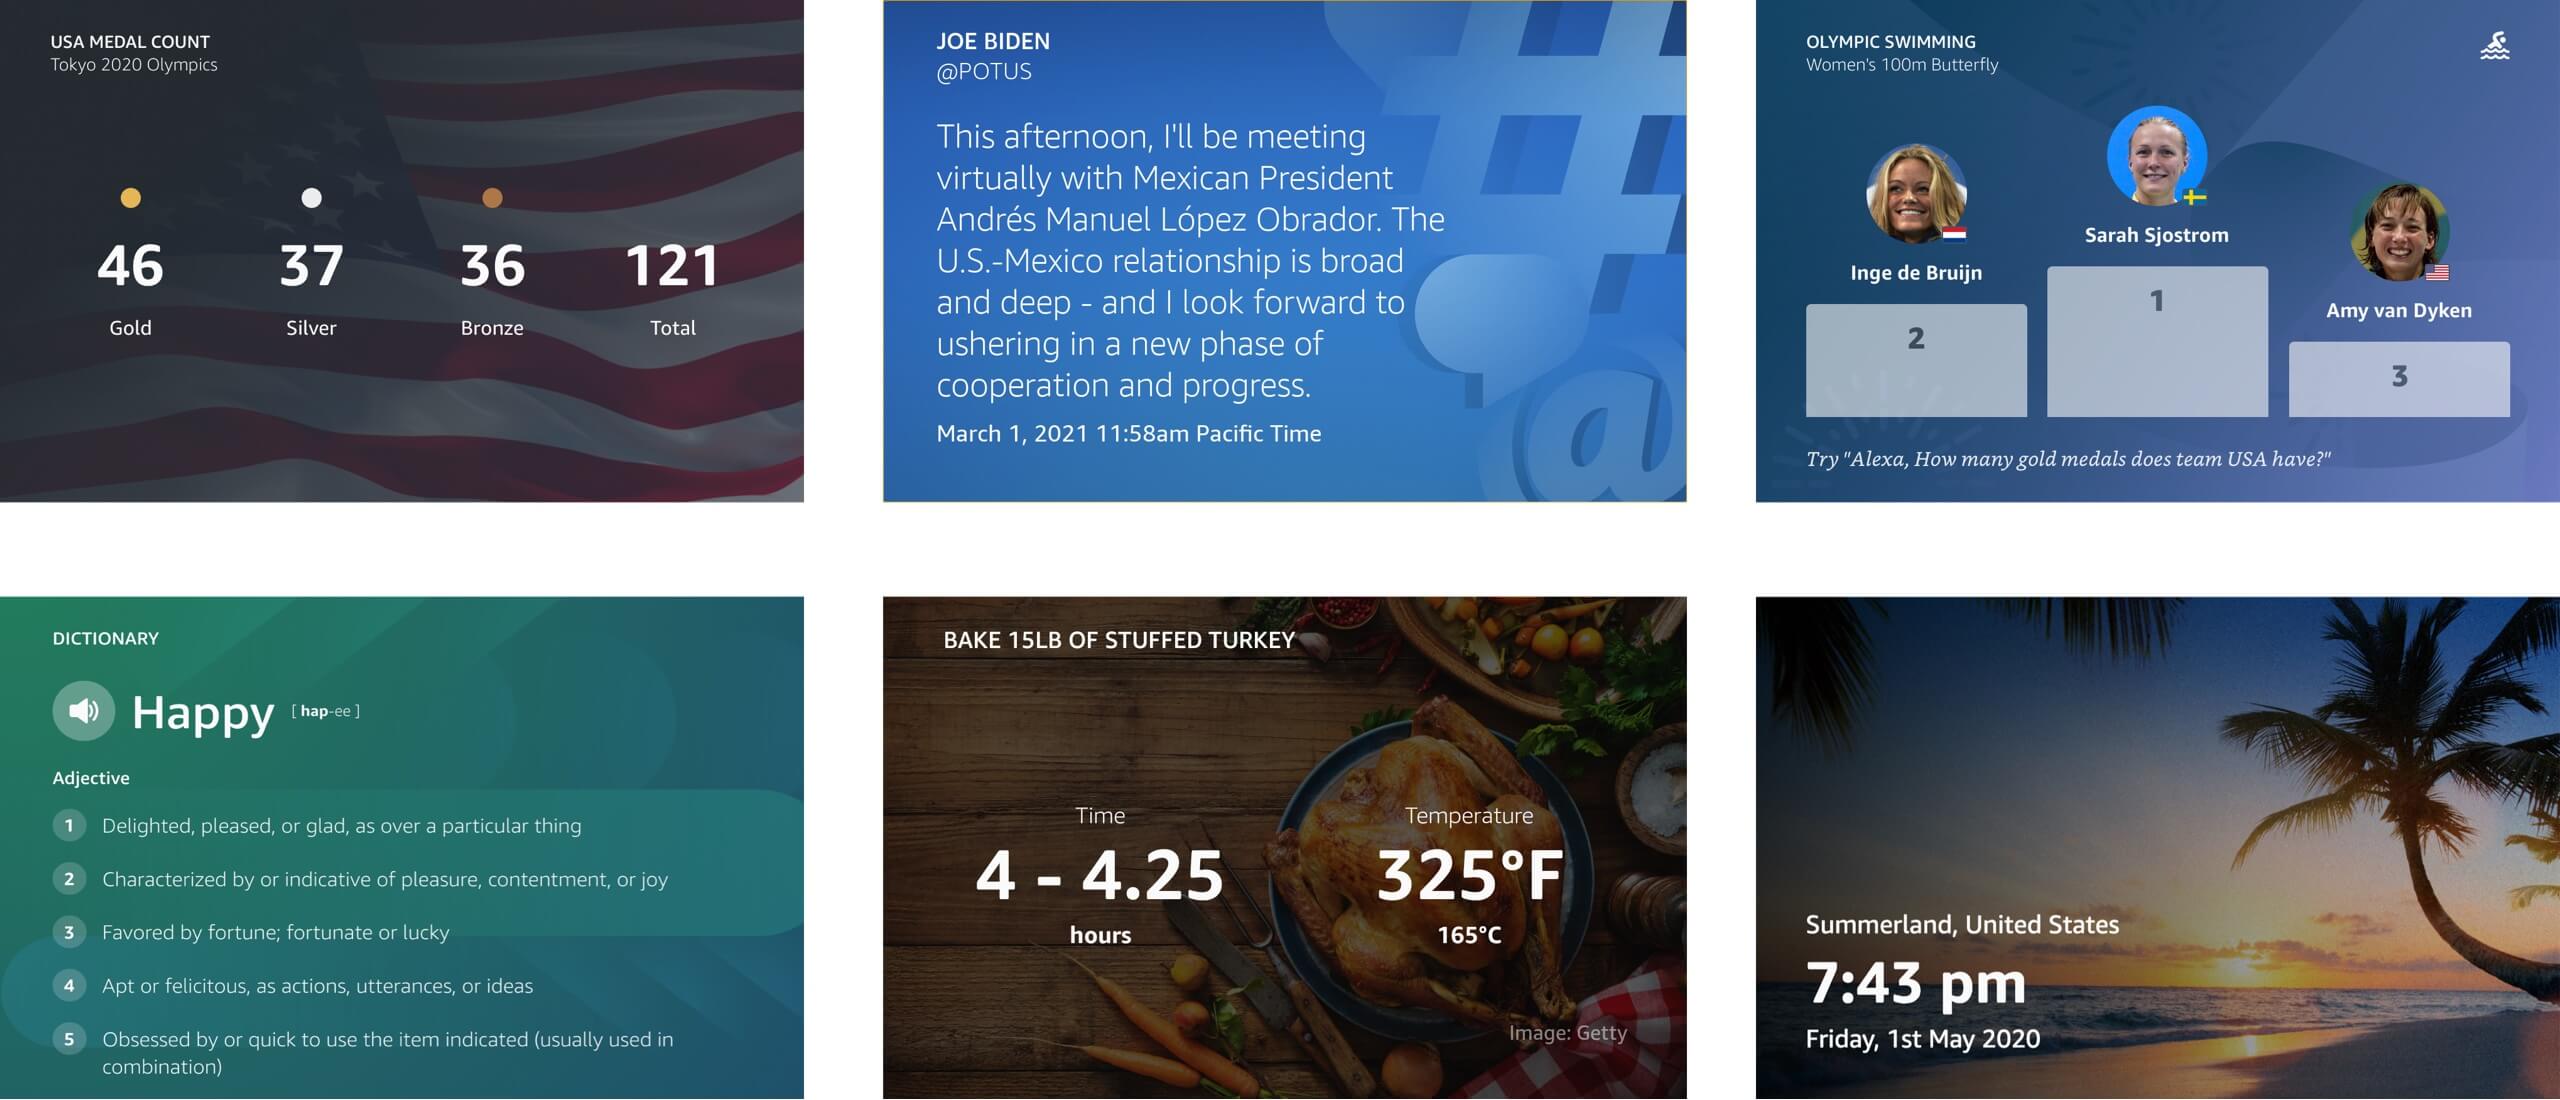 USA MEDAL COUNT
Tokyo 2020 Olympics
46
37
36
121
Gold
Silver
Bronze
Total
JOE BIDEN
@POTUS
This afternoon, I'll be meeting
virtually with Mexican President
Andrés Manuel López Obrador. The
U.S.-Mexico relationship is broad
and deep - and I look forward to
ushering in a new phase of
cooperation and progress.
March 1, 2021 11:58am Pacific Time
#
@
OLYMPIC SWIMMING
Women's 100m Butterfly
Inge de Bruijn
2
Sarah Sjostrom
1
Amy van Dyken
3
Try "Alexa, How many gold medals does team USA have?"
DICTIONARY
Happy [ hap-ee ]
Adjective
1 Delighted, pleased, or glad, as over a particular thing
2 Characterized by or indicative of pleasure, contentment, or joy
3 Favored by fortune; fortunate or lucky
4 Apt or felicitous, as actions, utterances, or ideas
5 Obsessed by or quick to use the item indicated (usually used in
combination)
BAKE 15LB OF STUFFED TURKEY
Time
4 - 4.25
hours
Temperature
325°F
165°C
Image: Getty
Summerland, United States
7:43 pm
Friday, 1st May 2020